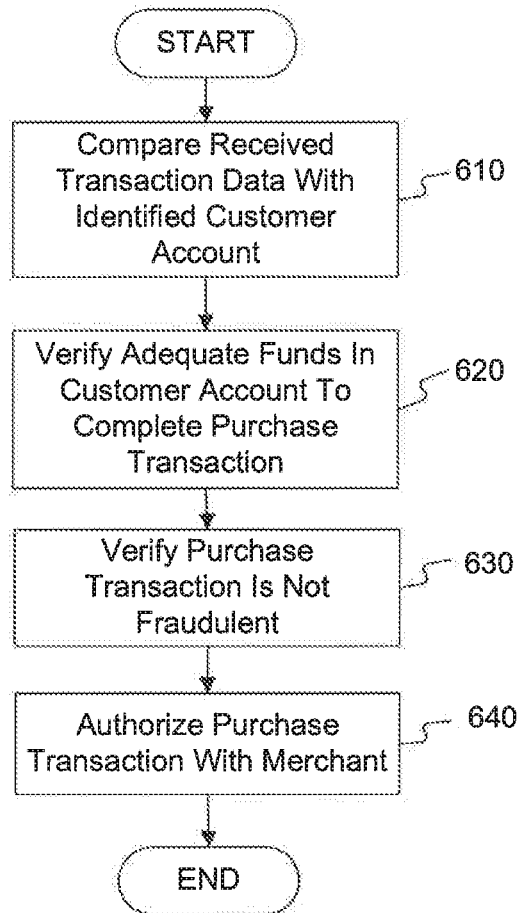 START
Compare Received
Transaction Data With
Identified Customer
Account
610
Verify Adequate Funds In
Customer Account To
Complete Purchase
Transaction
620
Verify Purchase
Transaction Is Not
Fraudulent
630
Authorize Purchase
Transaction With Merchant
640
END